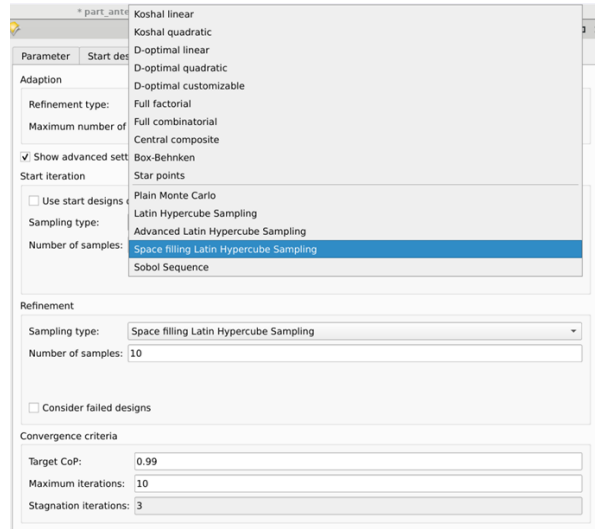 * part_ante
Koshal linear
Koshal quadratic
D-optimal linear
D-optimal quadratic
D-optimal customizable
Full factorial
Full combinatorial
Central composite
Box-Behnken
Star points
Plain Monte Carlo
Latin Hypercube Sampling
Advanced Latin Hypercube Sampling
Space filling Latin Hypercube Sampling
Sobol Sequence
Parameter Start des
Adaption
Refinement type:
Maximum number of
Show advanced sett
Start iteration
Use start designs
Sampling type:
Number of samples:
Refinement
Sampling type: Space filling Latin Hypercube Sampling
Number of samples: 10
Consider failed designs
Convergence criteria
Target CoP: 0.99
Maximum iterations: 10
Stagnation iterations: 3